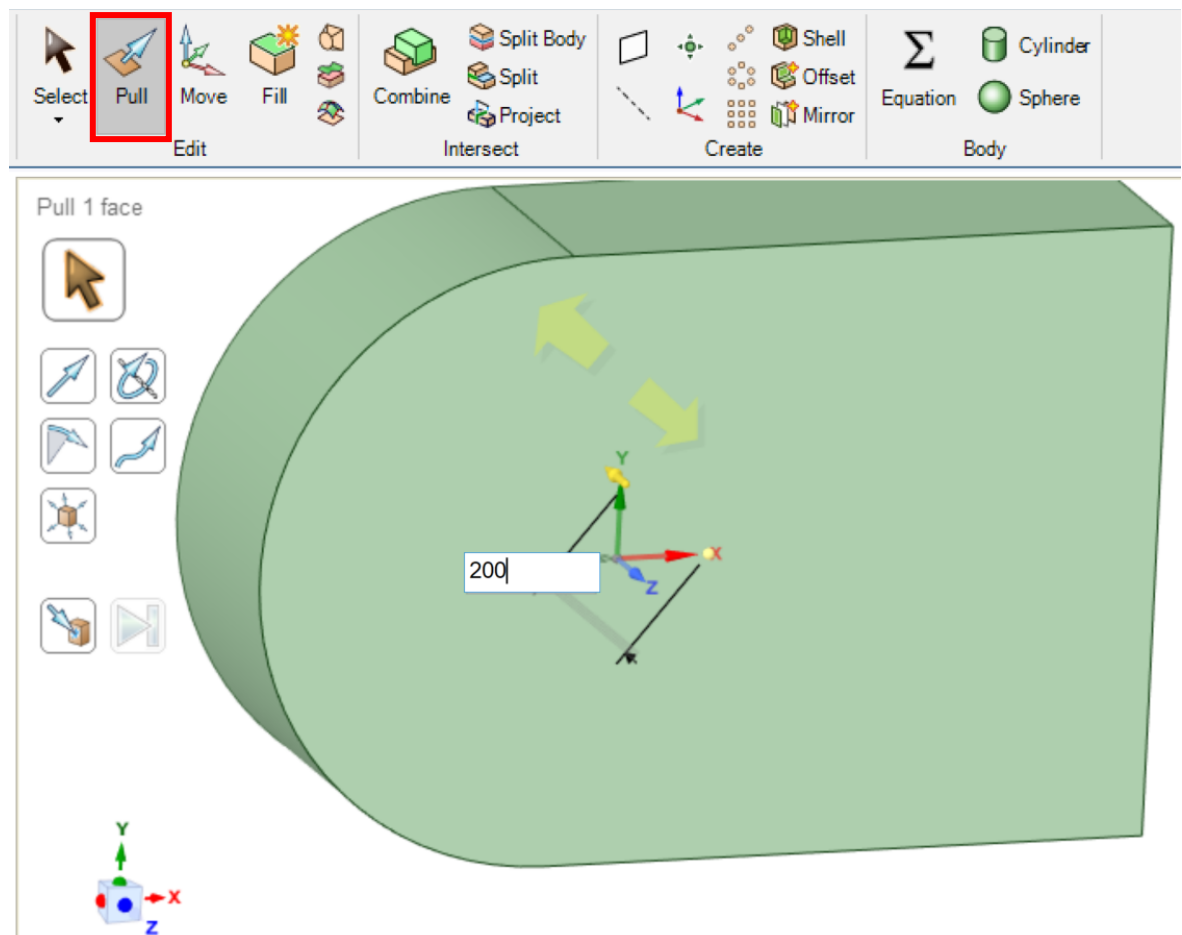 Select Pull Move Fill
Edit
Combine Split Body
Split
Project
Intersect
Shell
Offset
Mirror
Create
Equation Cylinder
Sphere
Body
Pull 1 face
Y
X
Z
200
Y
X
Z